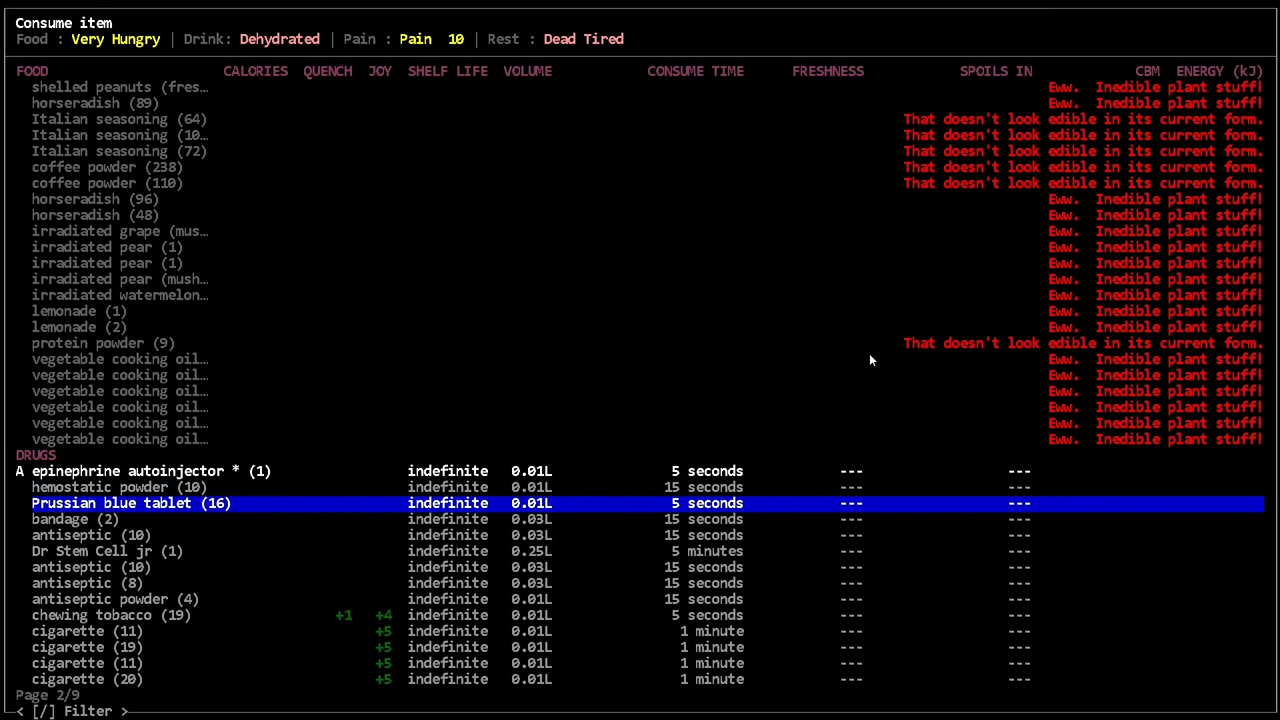 Consume item
Food : Very Hungry | Drink: Dehydrated | Pain : Pain 10 | Rest : Dead Tired
FOOD CALORIES QUENCH JOY SHELF LIFE VOLUME CONSUME TIME FRESHNESS SPOILS IN CBM ENERGY (kJ)
shelled peanuts (fres… Eww. Inedible plant stuff!
horseradish (89) Eww. Inedible plant stuff!
Italian seasoning (64) That doesn't look edible in its current form.
Italian seasoning (10… That doesn't look edible in its current form.
Italian seasoning (72) That doesn't look edible in its current form.
coffee powder (238) That doesn't look edible in its current form.
coffee powder (110) That doesn't look edible in its current form.
horseradish (96) Eww. Inedible plant stuff!
horseradish (48) Eww. Inedible plant stuff!
irradiated grape (mus… Eww. Inedible plant stuff!
irradiated pear (1) Eww. Inedible plant stuff!
irradiated pear (1) Eww. Inedible plant stuff!
irradiated pear (mush… Eww. Inedible plant stuff!
irradiated watermelon… Eww. Inedible plant stuff!
lemonade (1) Eww. Inedible plant stuff!
lemonade (2) Eww. Inedible plant stuff!
protein powder (9) That doesn't look edible in its current form.
vegetable cooking oil… Eww. Inedible plant stuff!
vegetable cooking oil… Eww. Inedible plant stuff!
vegetable cooking oil… Eww. Inedible plant stuff!
vegetable cooking oil… Eww. Inedible plant stuff!
vegetable cooking oil… Eww. Inedible plant stuff!
vegetable cooking oil… Eww. Inedible plant stuff!
DRUGS
A epinephrine autoinjector * (1) indefinite 0.01L 5 seconds --- ---
hemostatic powder (10) indefinite 0.01L 15 seconds --- ---
Prussian blue tablet (16) indefinite 0.01L 5 seconds --- ---
bandage (2) indefinite 0.03L 15 seconds --- ---
antiseptic (10) indefinite 0.03L 15 seconds --- ---
Dr Stem Cell jr (1) indefinite 0.25L 5 minutes --- ---
antiseptic (10) indefinite 0.03L 15 seconds --- ---
antiseptic (8) indefinite 0.03L 15 seconds --- ---
antiseptic powder (4) indefinite 0.01L 15 seconds --- ---
chewing tobacco (19) +1 +4 indefinite 0.01L 5 seconds --- ---
cigarette (11) +5 indefinite 0.01L 1 minute --- ---
cigarette (19) +5 indefinite 0.01L 1 minute --- ---
cigarette (11) +5 indefinite 0.01L 1 minute --- ---
cigarette (20) +5 indefinite 0.01L 1 minute --- ---
Page 2/9
< [/] Filter >